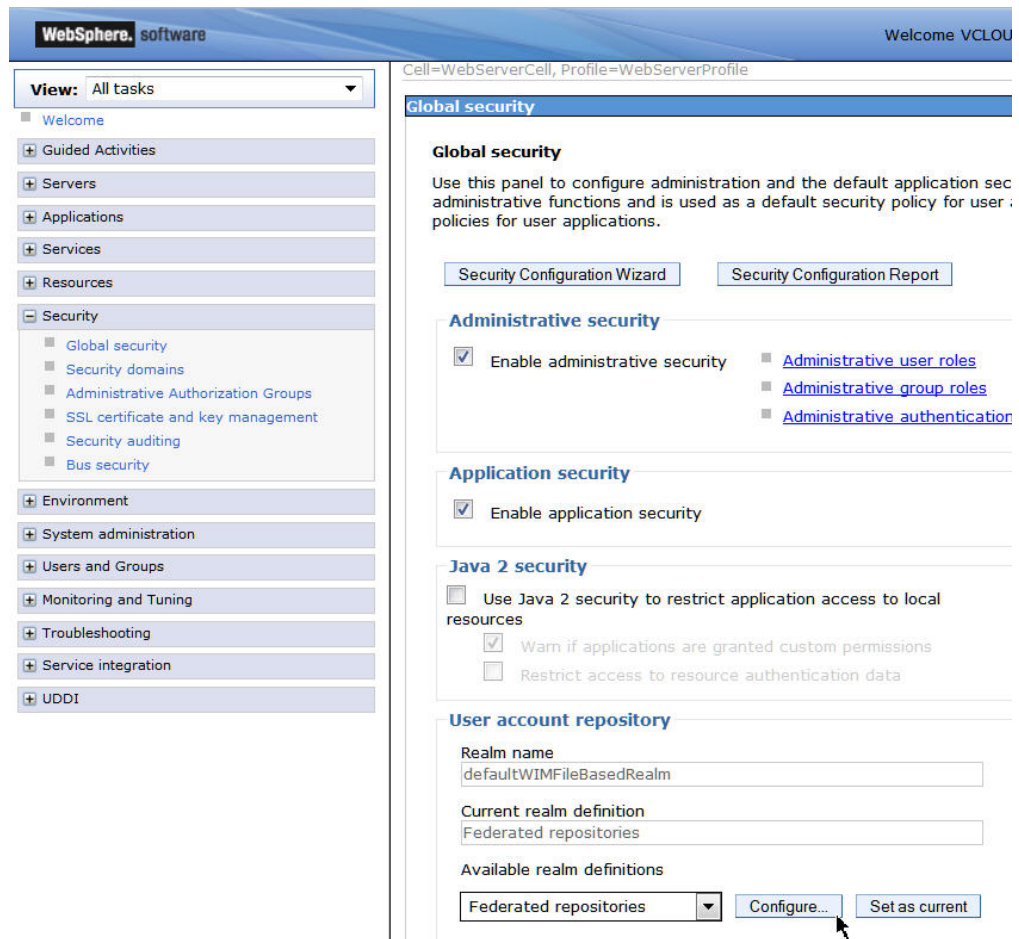 WebSphere. software
Welcome VCLOU
View: All tasks
Welcome
Guided Activities
Servers
Applications
Services
Resources
Security
Global security
Security domains
Administrative Authorization Groups
SSL certificate and key management
Security auditing
Bus security
Environment
System administration
Users and Groups
Monitoring and Tuning
Troubleshooting
Service integration
UDDI
Cell=WebServerCell, Profile=WebServerProfile
Global security
Global security
Use this panel to configure administration and the default application sec
administrative functions and is used as a default security policy for user a
policies for user applications.
Security Configuration Wizard
Security Configuration Report
Administrative security
Enable administrative security
Administrative user roles
Administrative group roles
Administrative authentication
Application security
Enable application security
Java 2 security
Use Java 2 security to restrict application access to local
resources
Warn if applications are granted custom permissions
Restrict access to resource authentication data
User account repository
Realm name
defaultWIMFileBasedRealm
Current realm definition
Federated repositories
Available realm definitions
Federated repositories
Configure...
Set as current